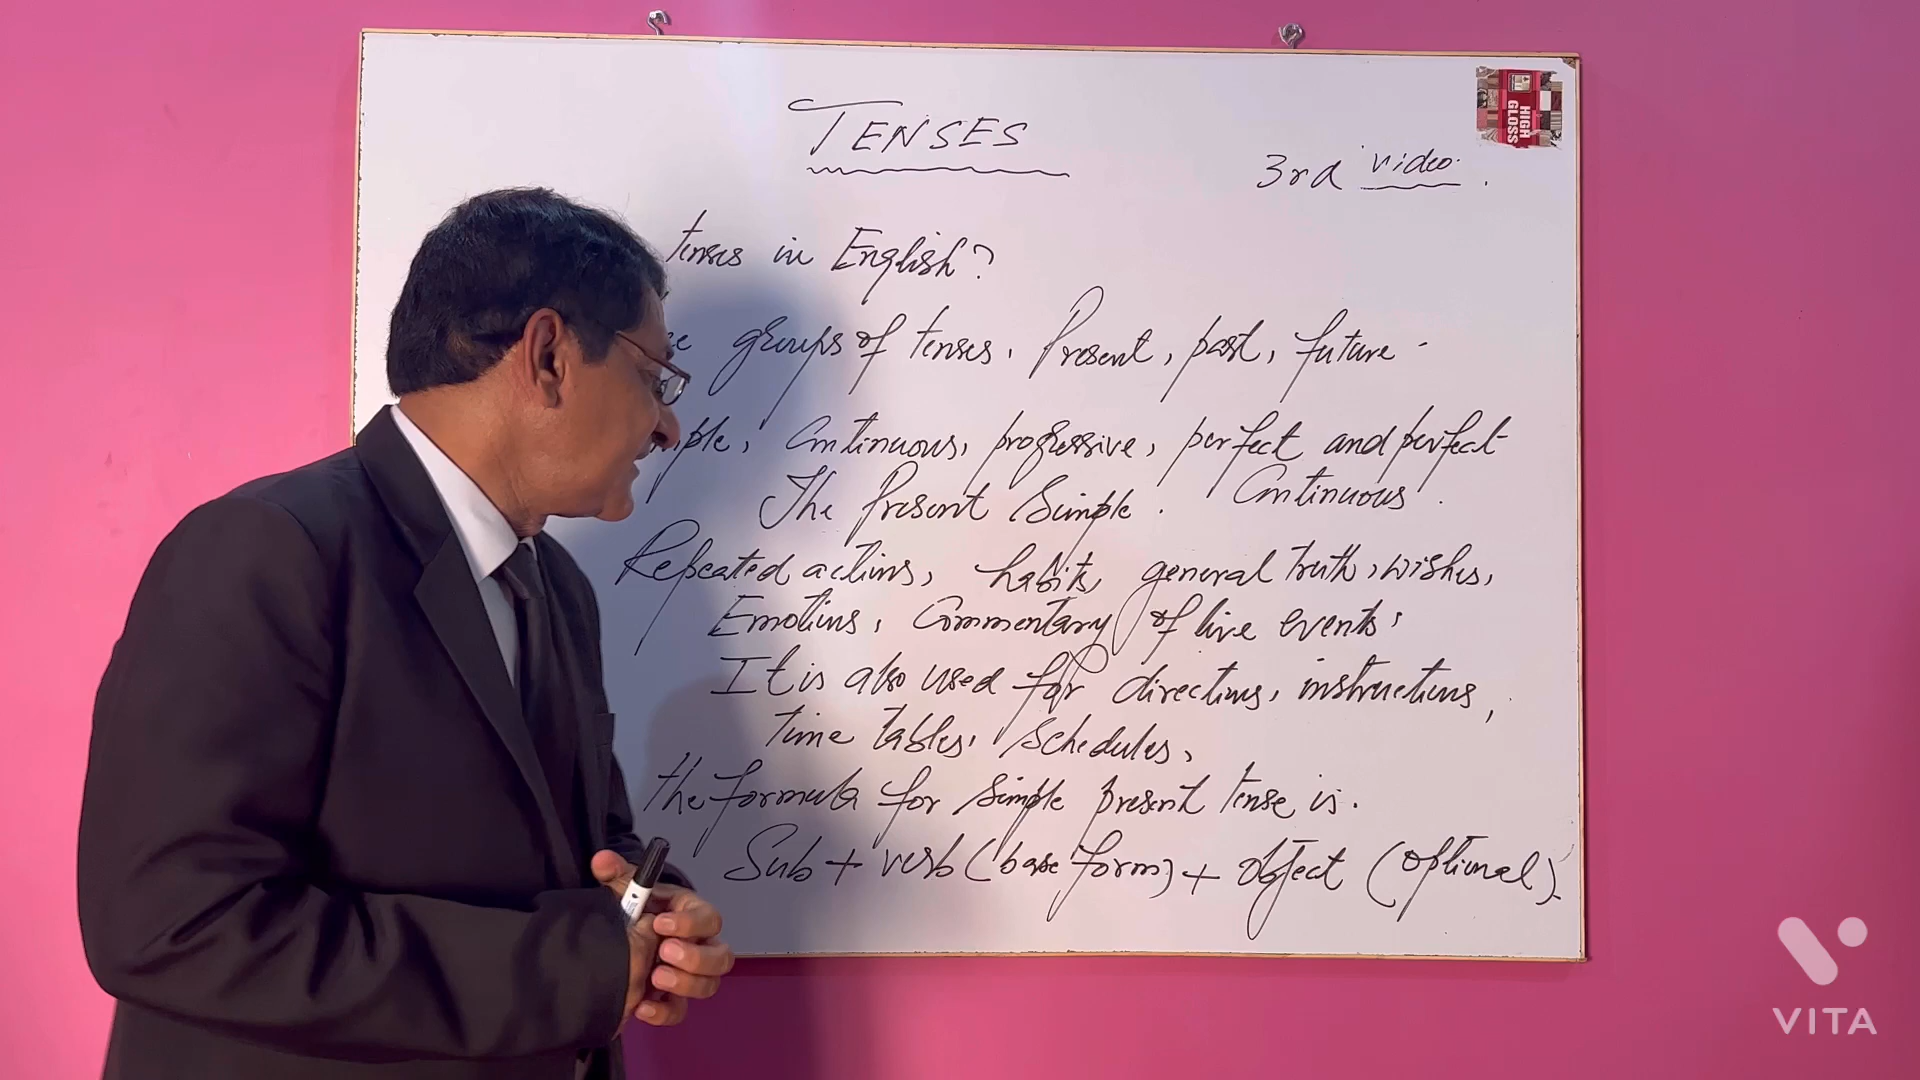 TENSES
HIGH GLOSS
3rd video.
tenses in English?
groups of tenses. Present, past, future.
Continuous, progressive, perfect and perfect
The Present Simple. Continuous.
Repeated actions, habits, general truth, wishes,
Emotions, Commentary of live events.
It is also used for directions, instructions,
time tables, schedules,
the formula for simple present tense is.
Sub + verb (base form) + object (optional).
VITA